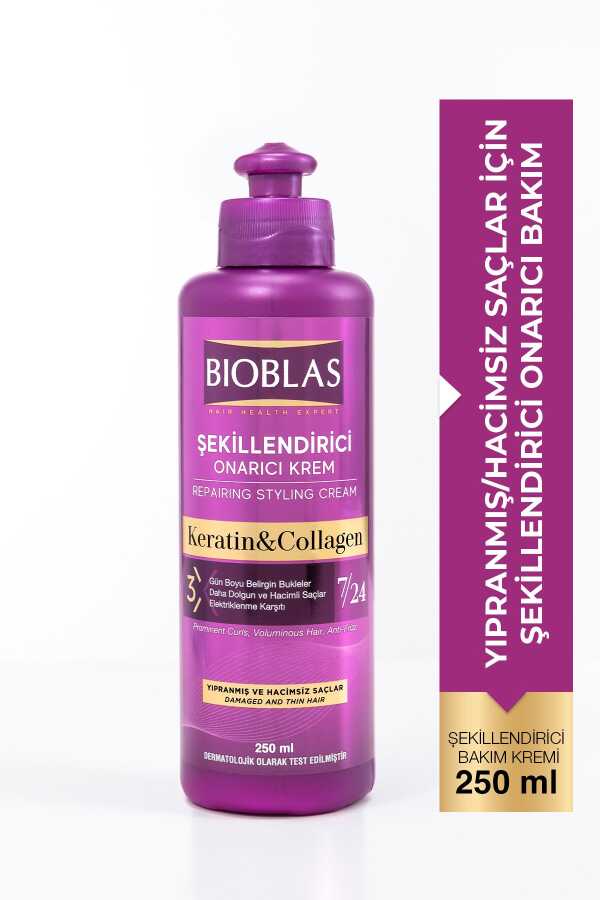 BIOBLAS
HAIR HEALTH EXPERT
ŞEKİLLENDİRİCİ
ONARICI KREM
REPAIRING STYLING CREAM
Keratin&Collagen
3X
Gün Boyu Belirgin Bukleler
Daha Dolgun ve Hacimli Saçlar
Elektriklenme Karşıtı
7/24
Prominent Curls, Voluminous Hair, Anti-Frizz
YIPRANMIŞ VE HACİMSİZ SAÇLAR
DAMAGED AND THIN HAIR
250 ml
DERMATOLOJİK OLARAK TEST EDİLMİŞTİR
YIPRANMIŞ/HACİMSİZ SAÇLAR İÇİN
ŞEKİLLENDİRİCİ ONARICI BAKIM
ŞEKİLLENDİRİCİ
BAKIM KREMİ
250 ml